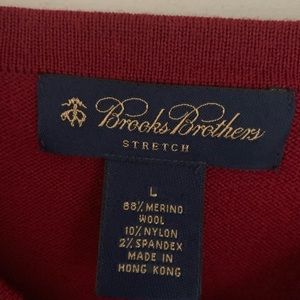 Brooks Brothers
STRETCH
L
88% MERINO
WOOL
10% NYLON
2% SPANDEX
MADE IN
HONG KONG